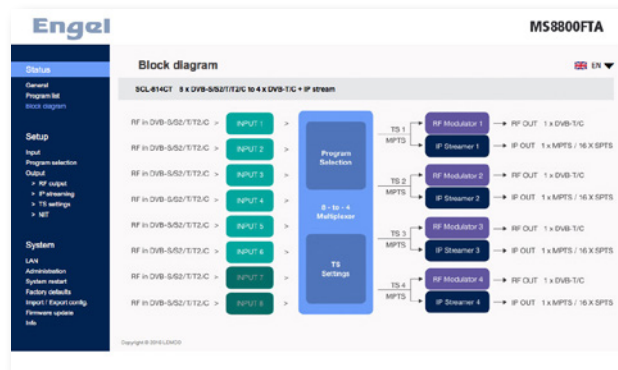 Engel
MS8800FTA
Status
General
Program list
Block diagram
Setup
Input
Program selection
Output
> RF output
> IP streaming
> TS settings
> NIT
System
LAN
Administration
System restart
Factory defaults
Import / Export config.
Firmware update
Info
Block diagram
EN
SCL-814CT 8 x DVB-S/S2/T/T2/C to 4 x DVB-T/C + IP stream
RF in DVB-S/S2/T/T2/C > INPUT 1 >
RF in DVB-S/S2/T/T2/C > INPUT 2 >
RF in DVB-S/S2/T/T2/C > INPUT 3 >
RF in DVB-S/S2/T/T2/C > INPUT 4 >
RF in DVB-S/S2/T/T2/C > INPUT 5 >
RF in DVB-S/S2/T/T2/C > INPUT 6 >
RF in DVB-S/S2/T/T2/C > INPUT 7 >
RF in DVB-S/S2/T/T2/C > INPUT 8 >
Program
Selection
8 - to - 4
Multiplexer
TS
Settings
TS 1
MPTS
RF Modulator 1 → RF OUT 1 x DVB-T/C
IP Streamer 1 → IP OUT 1 x MPTS / 16 X SPTS
TS 2
MPTS
RF Modulator 2 → RF OUT 1 x DVB-T/C
IP Streamer 2 → IP OUT 1 x MPTS / 16 X SPTS
TS 3
MPTS
RF Modulator 3 → RF OUT 1 x DVB-T/C
IP Streamer 3 → IP OUT 1 x MPTS / 16 X SPTS
TS 4
MPTS
RF Modulator 4 → RF OUT 1 x DVB-T/C
IP Streamer 4 → IP OUT 1 x MPTS / 16 X SPTS
Copyright © 2016 LEMCO